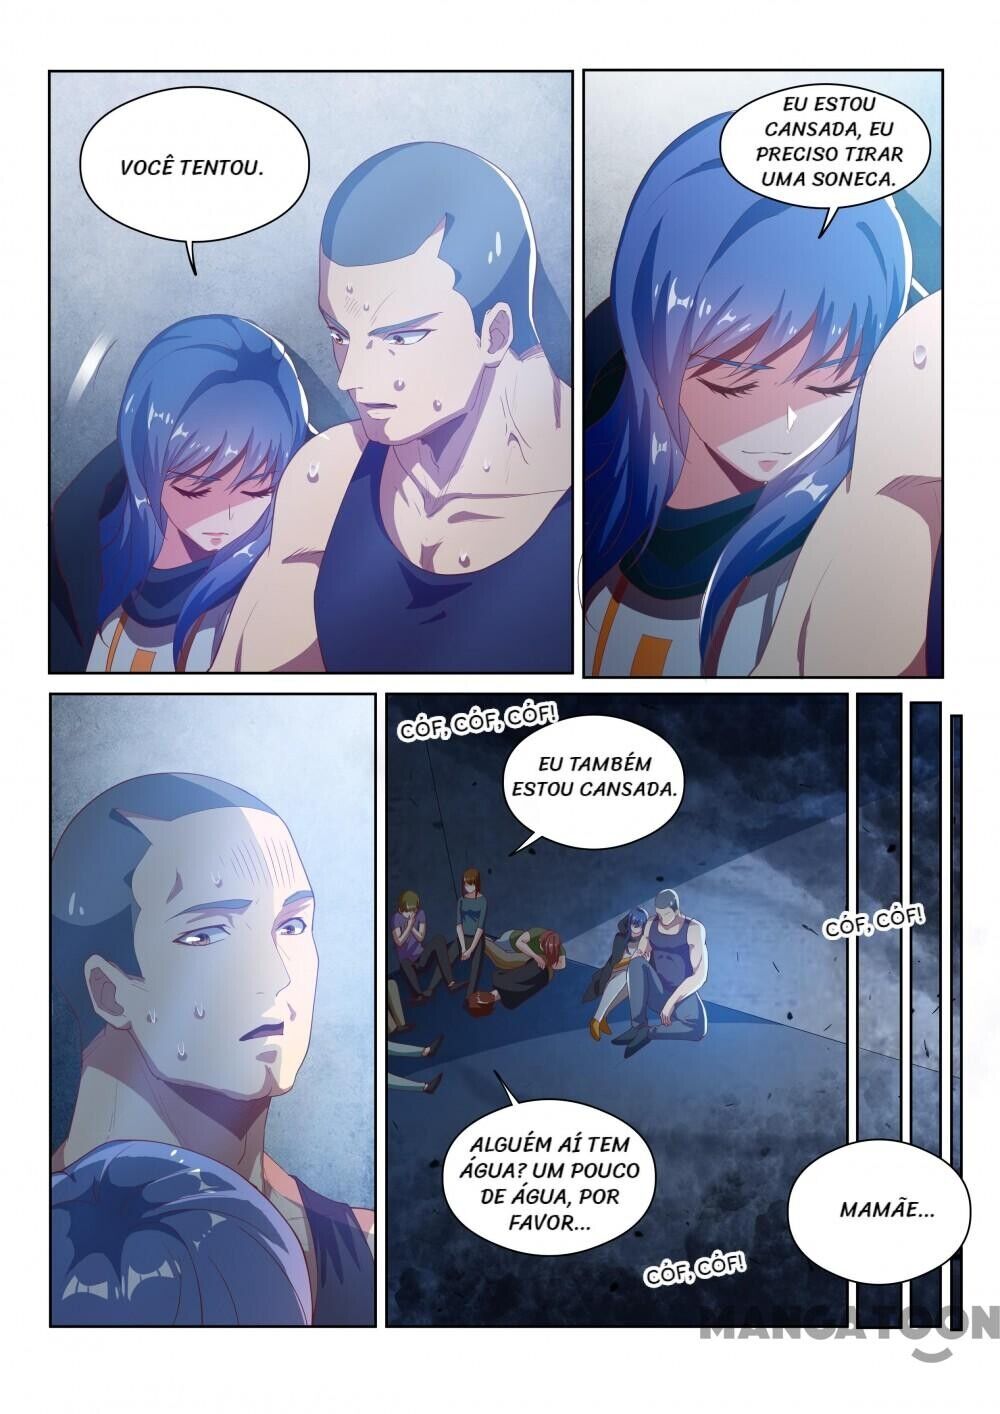 VOCÊ TENTOU.
EU ESTOU
CANSADA, EU
PRECISO TIRAR
UMA SONECA.
CÓF, CÓF, CÓF!
EU TAMBÉM
ESTOU CANSADA.
CÓF, CÓF!
ALGUÉM AÍ TEM
ÁGUA? UM POUCO
DE ÁGUA, POR
FAVOR...
MAMÃE...
CÓF, CÓF!
MANGATOON